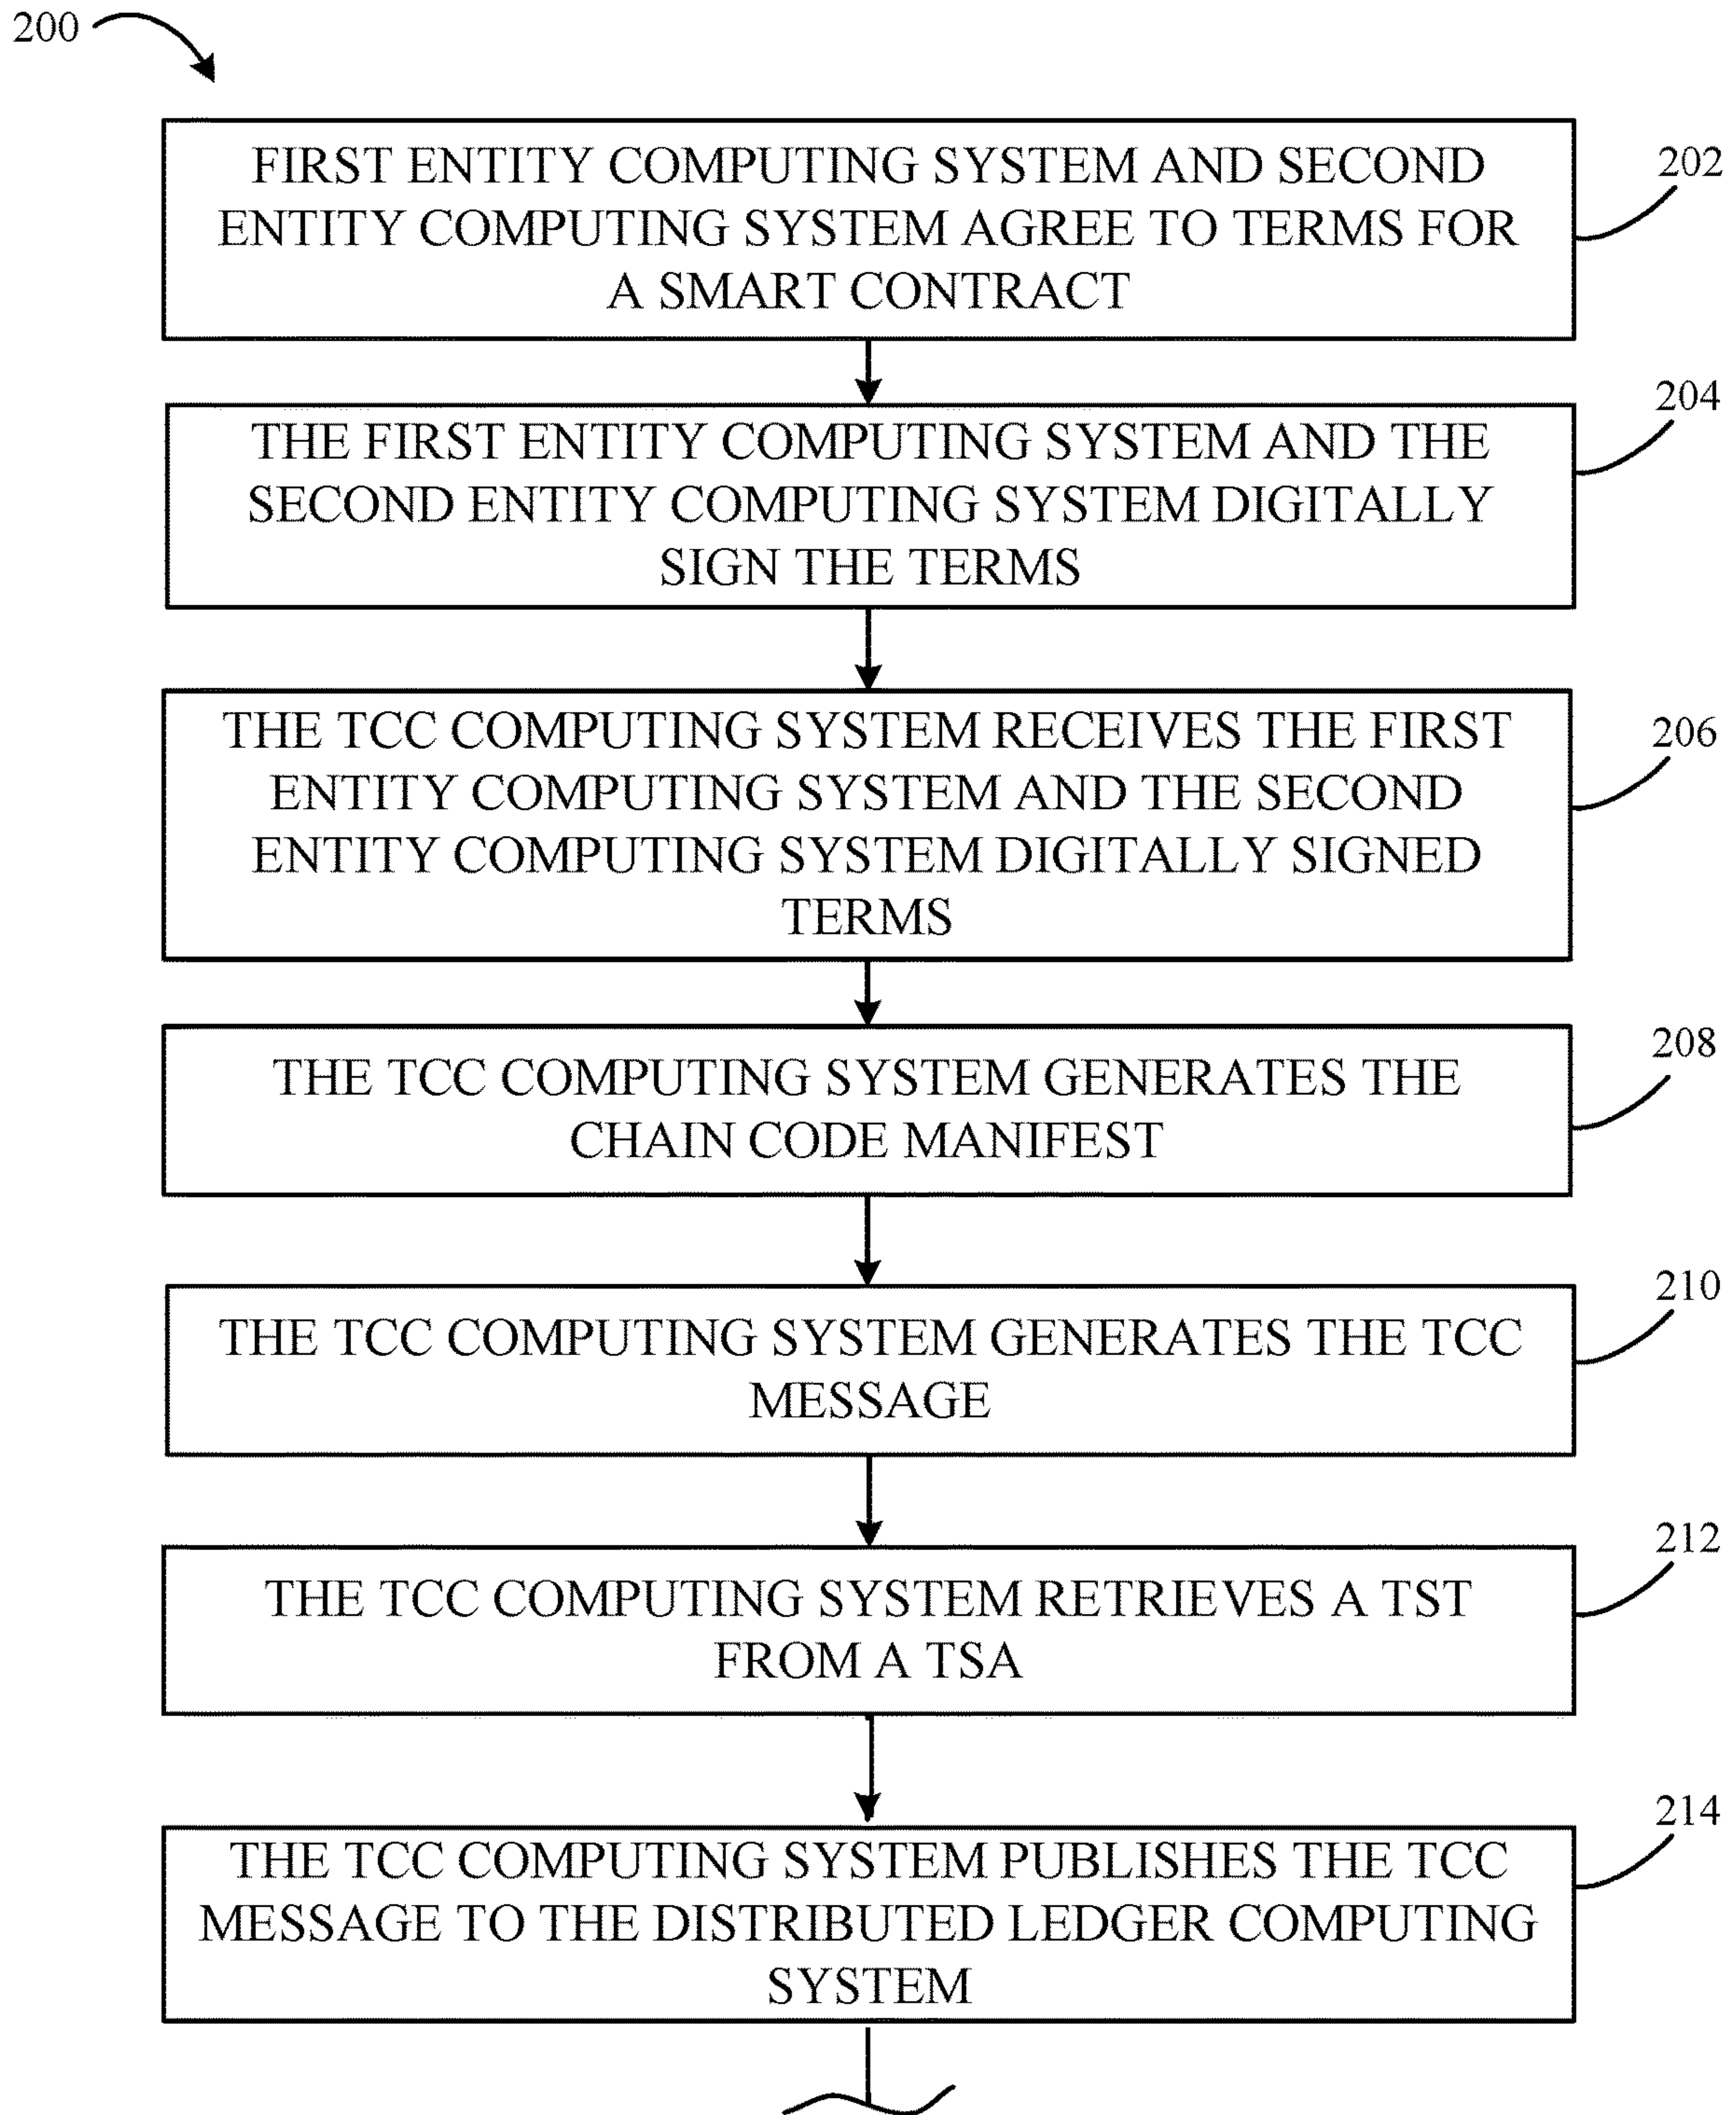 200
FIRST ENTITY COMPUTING SYSTEM AND SECOND
ENTITY COMPUTING SYSTEM AGREE TO TERMS FOR
A SMART CONTRACT
202
THE FIRST ENTITY COMPUTING SYSTEM AND THE
SECOND ENTITY COMPUTING SYSTEM DIGITALLY
SIGN THE TERMS
204
THE TCC COMPUTING SYSTEM RECEIVES THE FIRST
ENTITY COMPUTING SYSTEM AND THE SECOND
ENTITY COMPUTING SYSTEM DIGITALLY SIGNED
TERMS
206
THE TCC COMPUTING SYSTEM GENERATES THE
CHAIN CODE MANIFEST
208
THE TCC COMPUTING SYSTEM GENERATES THE TCC
MESSAGE
210
THE TCC COMPUTING SYSTEM RETRIEVES A TST
FROM A TSA
212
THE TCC COMPUTING SYSTEM PUBLISHES THE TCC
MESSAGE TO THE DISTRIBUTED LEDGER COMPUTING
SYSTEM
214